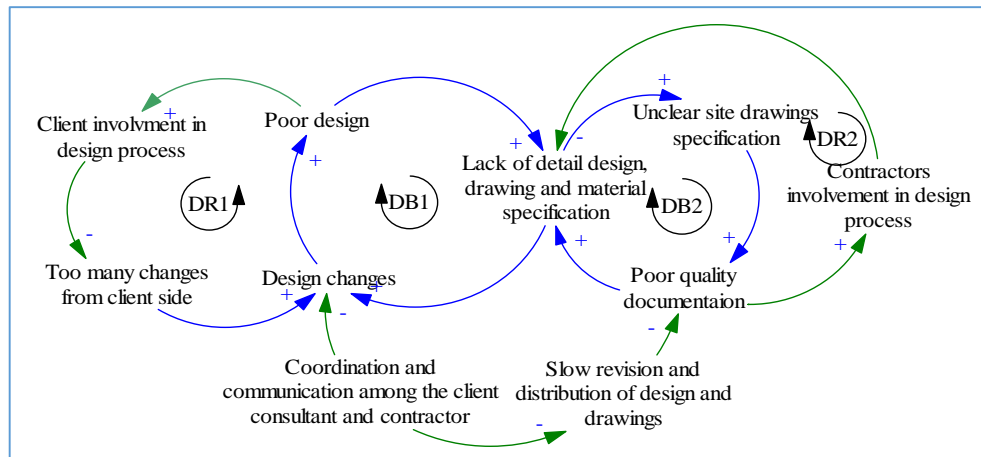 Client involvment in
design process
+
Poor design
+
Unclear site drawings
specification
DR2
-
+
Lack of detail design,
drawing and material
specification
Contractors
involvement in design
process
DR1
+
DB1
DB2
-
+
+
+
Too many changes
from client side
Design changes
+
+
-
Poor quality
documentaion
-
Coordination and
communication among the client
consultant and contractor
Slow revision and
distribution of design and
drawings
-